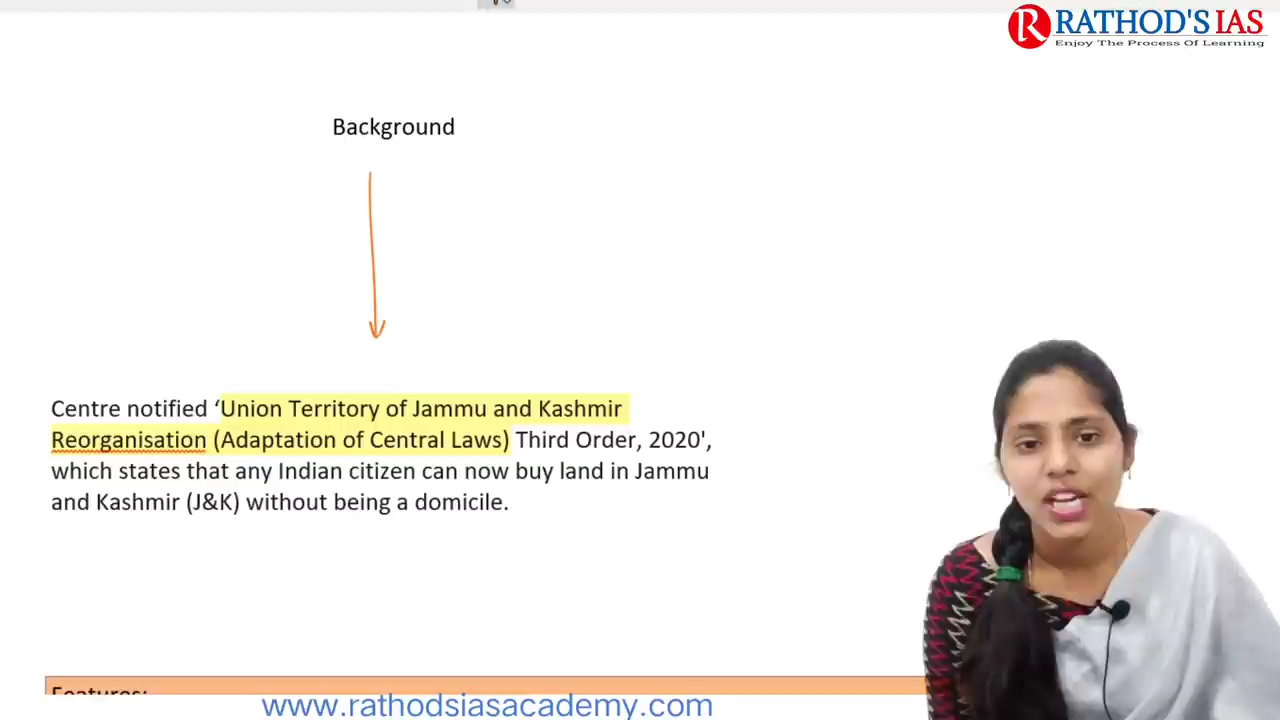 RATHOD'S IAS
Enjoy The Process Of Learning
Background
Centre notified ‘Union Territory of Jammu and Kashmir
Reorganisation (Adaptation of Central Laws) Third Order, 2020',
which states that any Indian citizen can now buy land in Jammu
and Kashmir (J&K) without being a domicile.
Features:
www.rathodsiasacademy.com